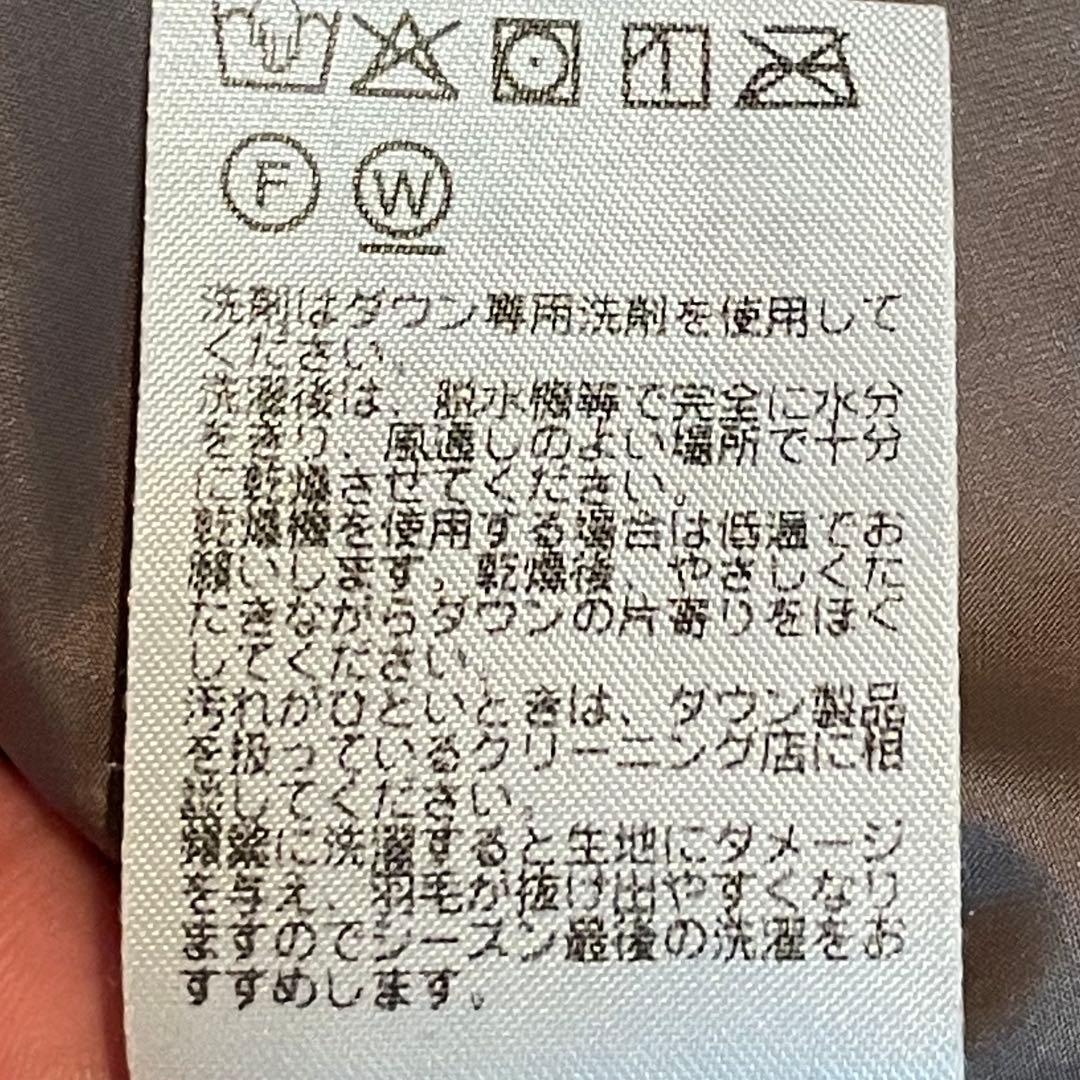 F W
洗剤はダウン専用洗剤を使用して
ください。
洗濯後は、脱水機等で完全に水分
をきり、風通しのよい場所で十分
に乾燥させてください。
乾燥機を使用する場合は低温でお
願いします。乾燥後、やさしくた
たきながらダウンの片寄りをほぐ
してください。
汚れがひどいときは、ダウン製品
を扱っているクリーニング店に相
談してください。
頻繁に洗濯すると生地にダメージ
を与え、羽毛が抜け出やすくなり
ますのでシーズン最後の洗濯をお
すすめします。